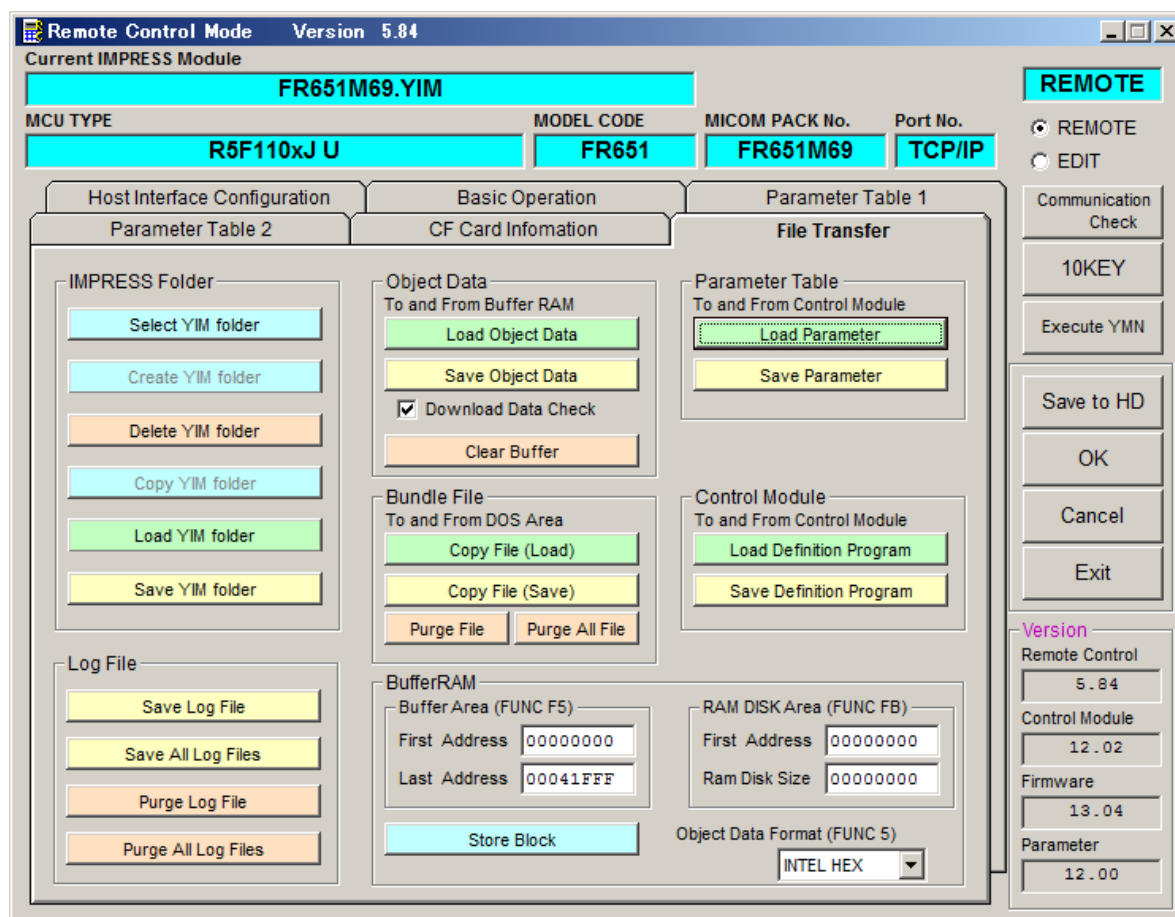 Remote Control Mode Version 5.84
Current IMPRESS Module
FR651M69.YIM
MCU TYPE
R5F110xJ U
MODEL CODE
FR651
MICOM PACK No.
FR651M69
Port No.
TCP/IP
REMOTE
REMOTE
EDIT
Host Interface Configuration
Basic Operation
Parameter Table 1
Parameter Table 2
CF Card Infomation
File Transfer
IMPRESS Folder
Select YIM folder
Create YIM folder
Delete YIM folder
Copy YIM folder
Load YIM folder
Save YIM folder
Log File
Save Log File
Save All Log Files
Purge Log File
Purge All Log Files
Object Data
To and From Buffer RAM
Load Object Data
Save Object Data
Download Data Check
Clear Buffer
Bundle File
To and From DOS Area
Copy File (Load)
Copy File (Save)
Purge File
Purge All File
Parameter Table
To and From Control Module
Load Parameter
Save Parameter
Control Module
To and From Control Module
Load Definition Program
Save Definition Program
BufferRAM
Buffer Area (FUNC F5)
First Address 00000000
Last Address 00041FFF
Store Block
RAM DISK Area (FUNC FB)
First Address 00000000
Ram Disk Size 00000000
Object Data Format (FUNC 5)
INTEL HEX
Communication
Check
10KEY
Execute YMN
Save to HD
OK
Cancel
Exit
Version
Remote Control
5.84
Control Module
12.02
Firmware
13.04
Parameter
12.00